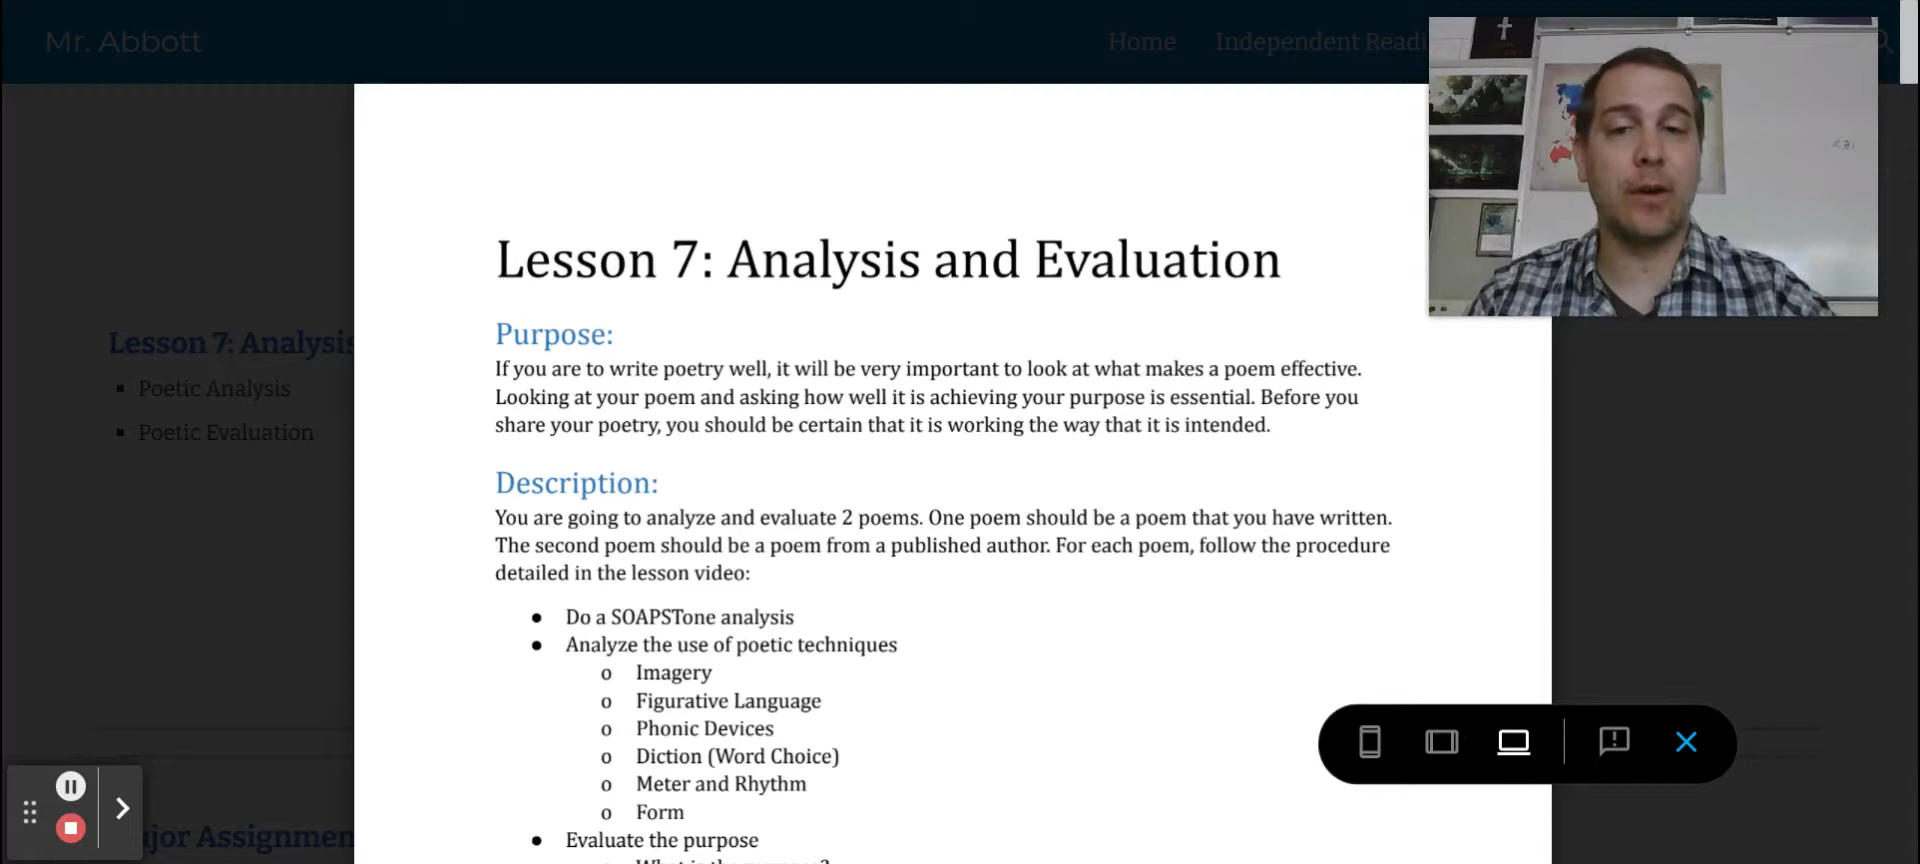 Mr. Abbott
Home Independent Readi
Lesson 7: Analysis and Evaluation
Purpose:
If you are to write poetry well, it will be very important to look at what makes a poem effective.
Looking at your poem and asking how well it is achieving your purpose is essential. Before you
share your poetry, you should be certain that it is working the way that it is intended.
Description:
You are going to analyze and evaluate 2 poems. One poem should be a poem that you have written.
The second poem should be a poem from a published author. For each poem, follow the procedure
detailed in the lesson video:
● Do a SOAPSTone analysis
● Analyze the use of poetic techniques
o Imagery
o Figurative Language
o Phonic Devices
o Diction (Word Choice)
o Meter and Rhythm
o Form
● Evaluate the purpose
o What is the purpose?
Lesson 7: Analysis
▪ Poetic Analysis
▪ Poetic Evaluation
jor Assignmen